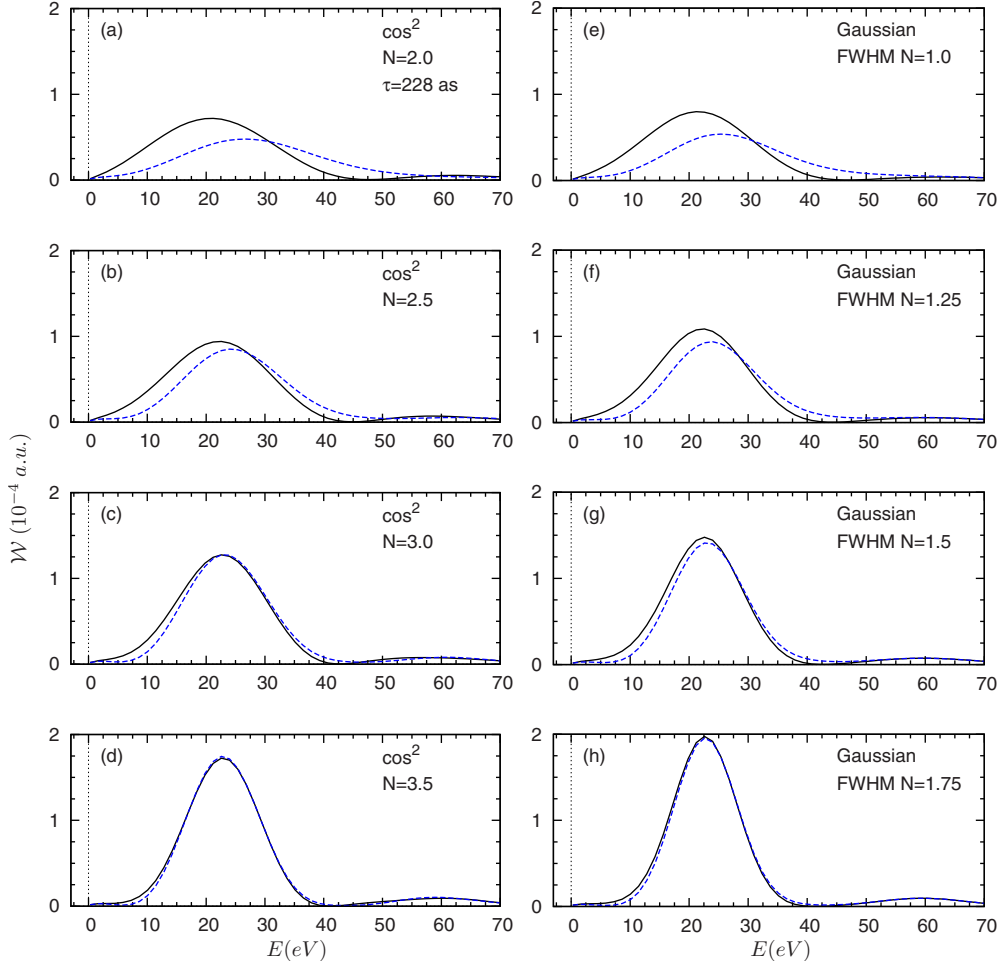 (a)
cos²
N=2.0
τ=228 as
2
1
0
0 10 20 30 40 50 60 70
(e)
Gaussian
FWHM N=1.0
2
1
0
0 10 20 30 40 50 60 70
(b)
cos²
N=2.5
2
1
0
0 10 20 30 40 50 60 70
(f)
Gaussian
FWHM N=1.25
2
1
0
0 10 20 30 40 50 60 70
(c)
cos²
N=3.0
2
1
0
0 10 20 30 40 50 60 70
(g)
Gaussian
FWHM N=1.5
2
1
0
0 10 20 30 40 50 60 70
(d)
cos²
N=3.5
2
1
0
0 10 20 30 40 50 60 70
(h)
Gaussian
FWHM N=1.75
2
1
0
0 10 20 30 40 50 60 70
𝒲 (10⁻⁴ a.u.)
E(eV)
E(eV)